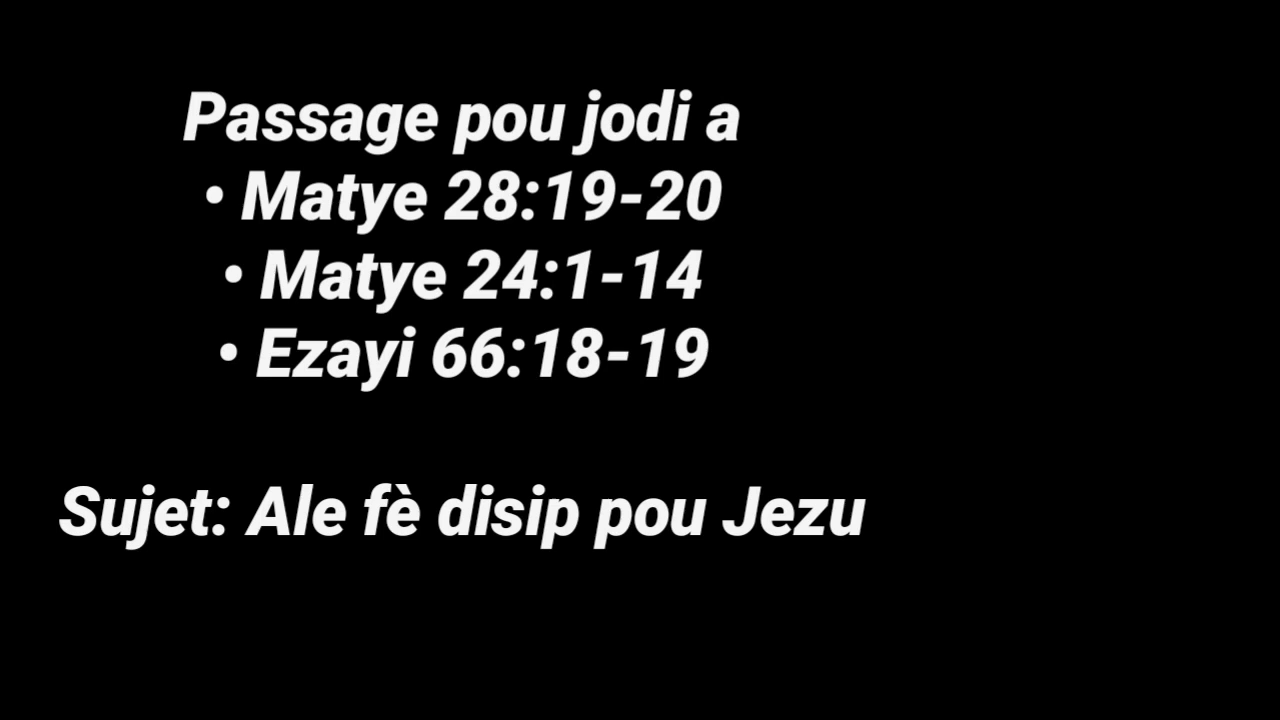 Passage pou jodi a
• Matye 28:19-20
• Matye 24:1-14
• Ezayi 66:18-19
Sujet: Ale fè disip pou Jezu